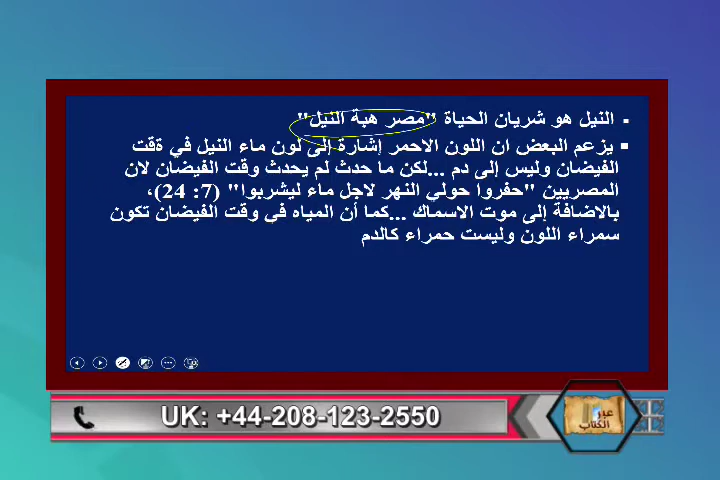 ▪ النيل هو شريان الحياة "مصر هبة النيل"
▪ يزعم البعض ان اللون الاحمر إشارة إلى لون ماء النيل في ةقت
الفيضان وليس إلى دم ...لكن ما حدث لم يحدث وقت الفيضان لان
المصريين "حفروا حولي النهر لاجل ماء ليشربوا" (7: 24)،
بالاضافة إلى موت الاسماك ...كما أن المياه في وقت الفيضان تكون
سمراء اللون وليست حمراء كالدم
UK: +44-208-123-2550
عبر
الكتاب